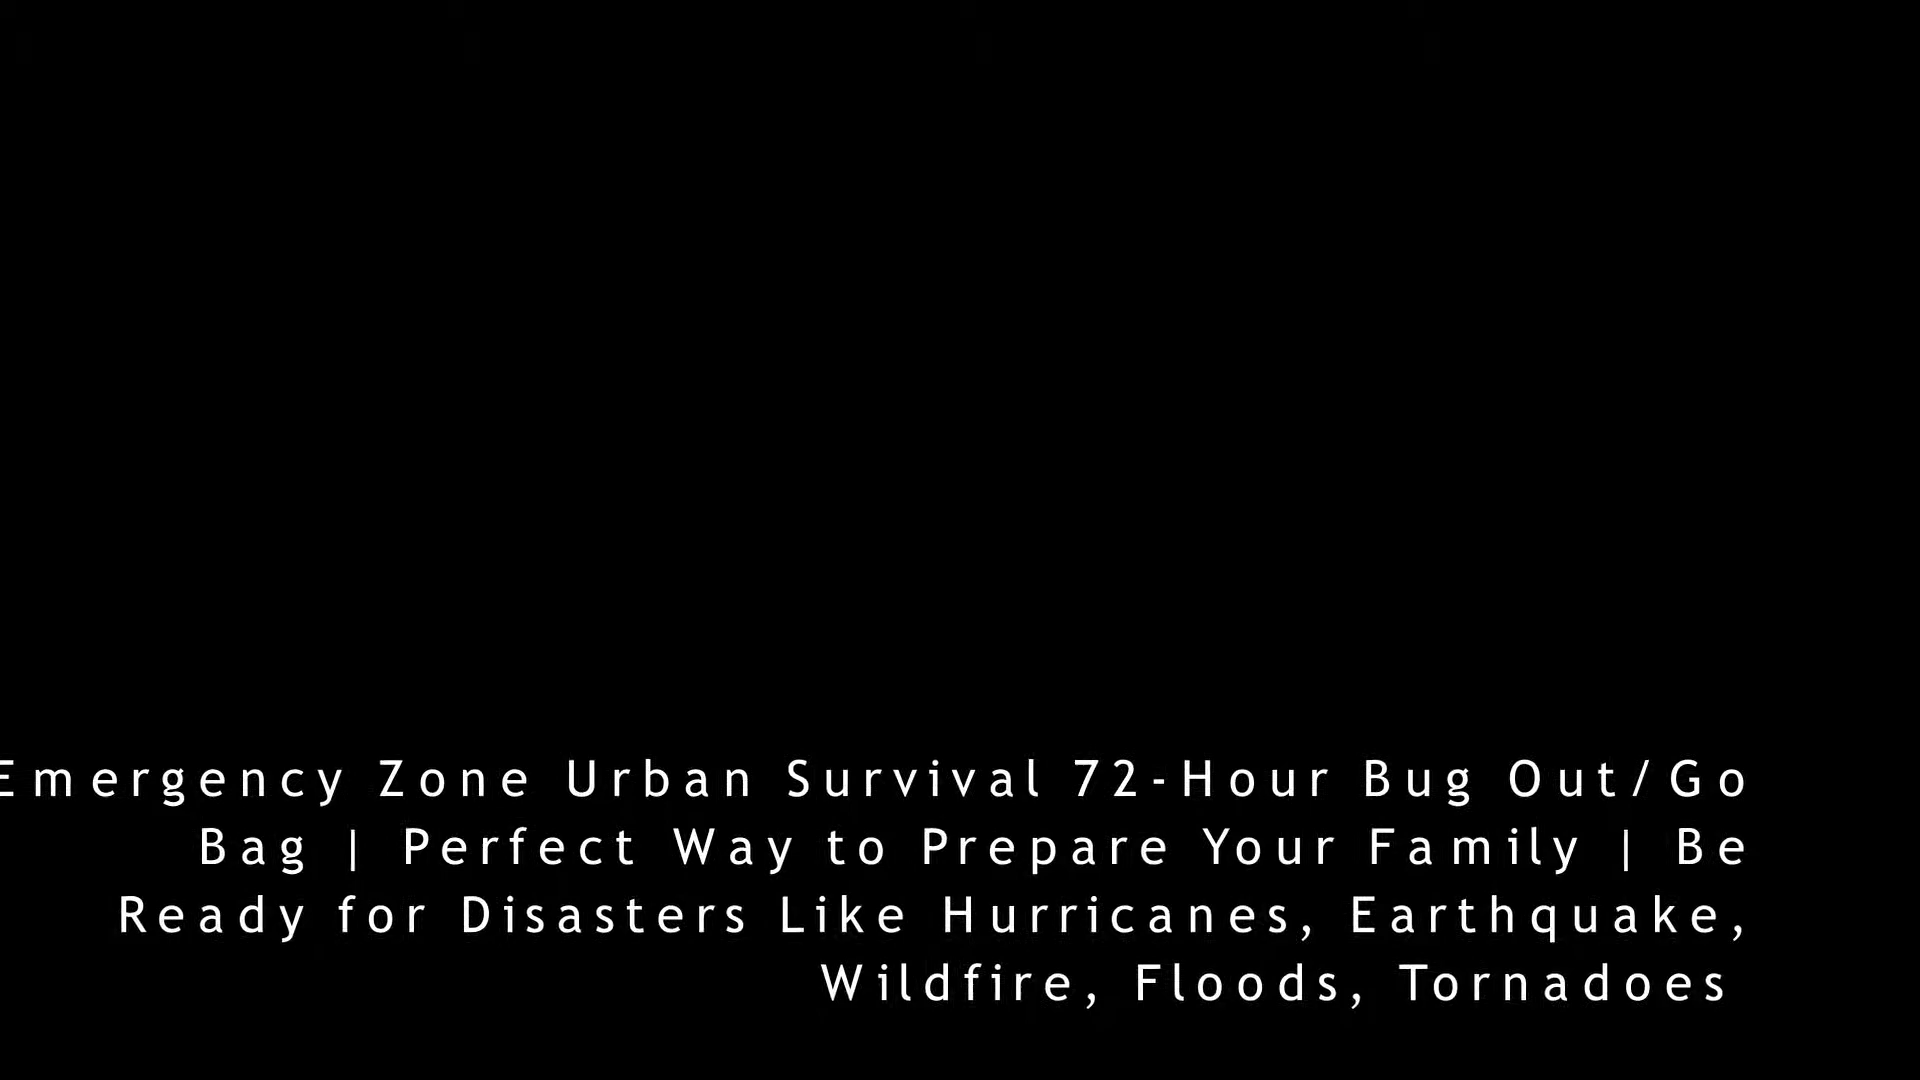 Emergency Zone Urban Survival 72-Hour Bug Out/Go
Bag | Perfect Way to Prepare Your Family | Be
Ready for Disasters Like Hurricanes, Earthquake,
Wildfire, Floods, Tornadoes